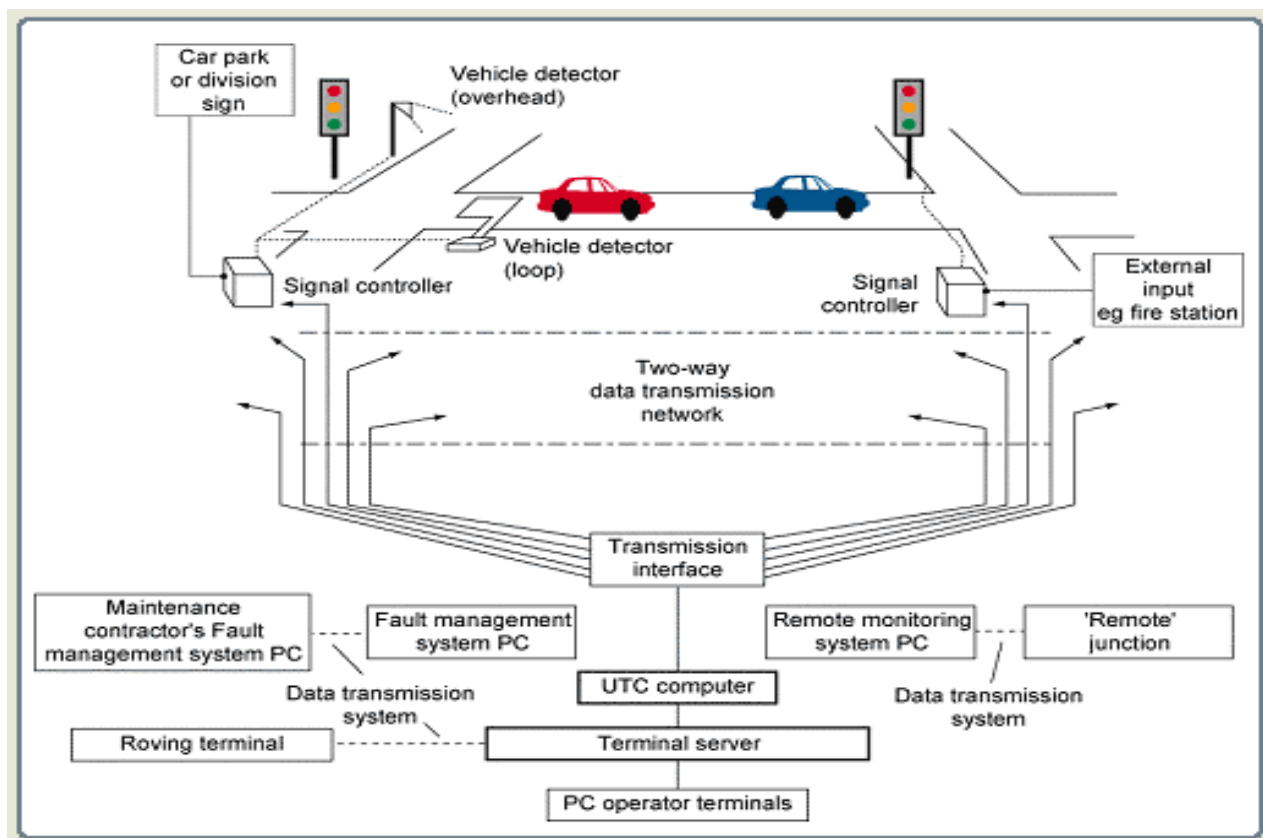 Car park
or division
sign
Vehicle detector
(overhead)
Vehicle detector
(loop)
Signal controller
Signal
controller
External
input
eg fire station
Two-way
data transmission
network
Transmission
interface
Maintenance
contractor's Fault
management system PC
Fault management
system PC
Remote monitoring
system PC
'Remote'
junction
UTC computer
Data transmission
system
Data transmission
system
Roving terminal
Terminal server
PC operator terminals